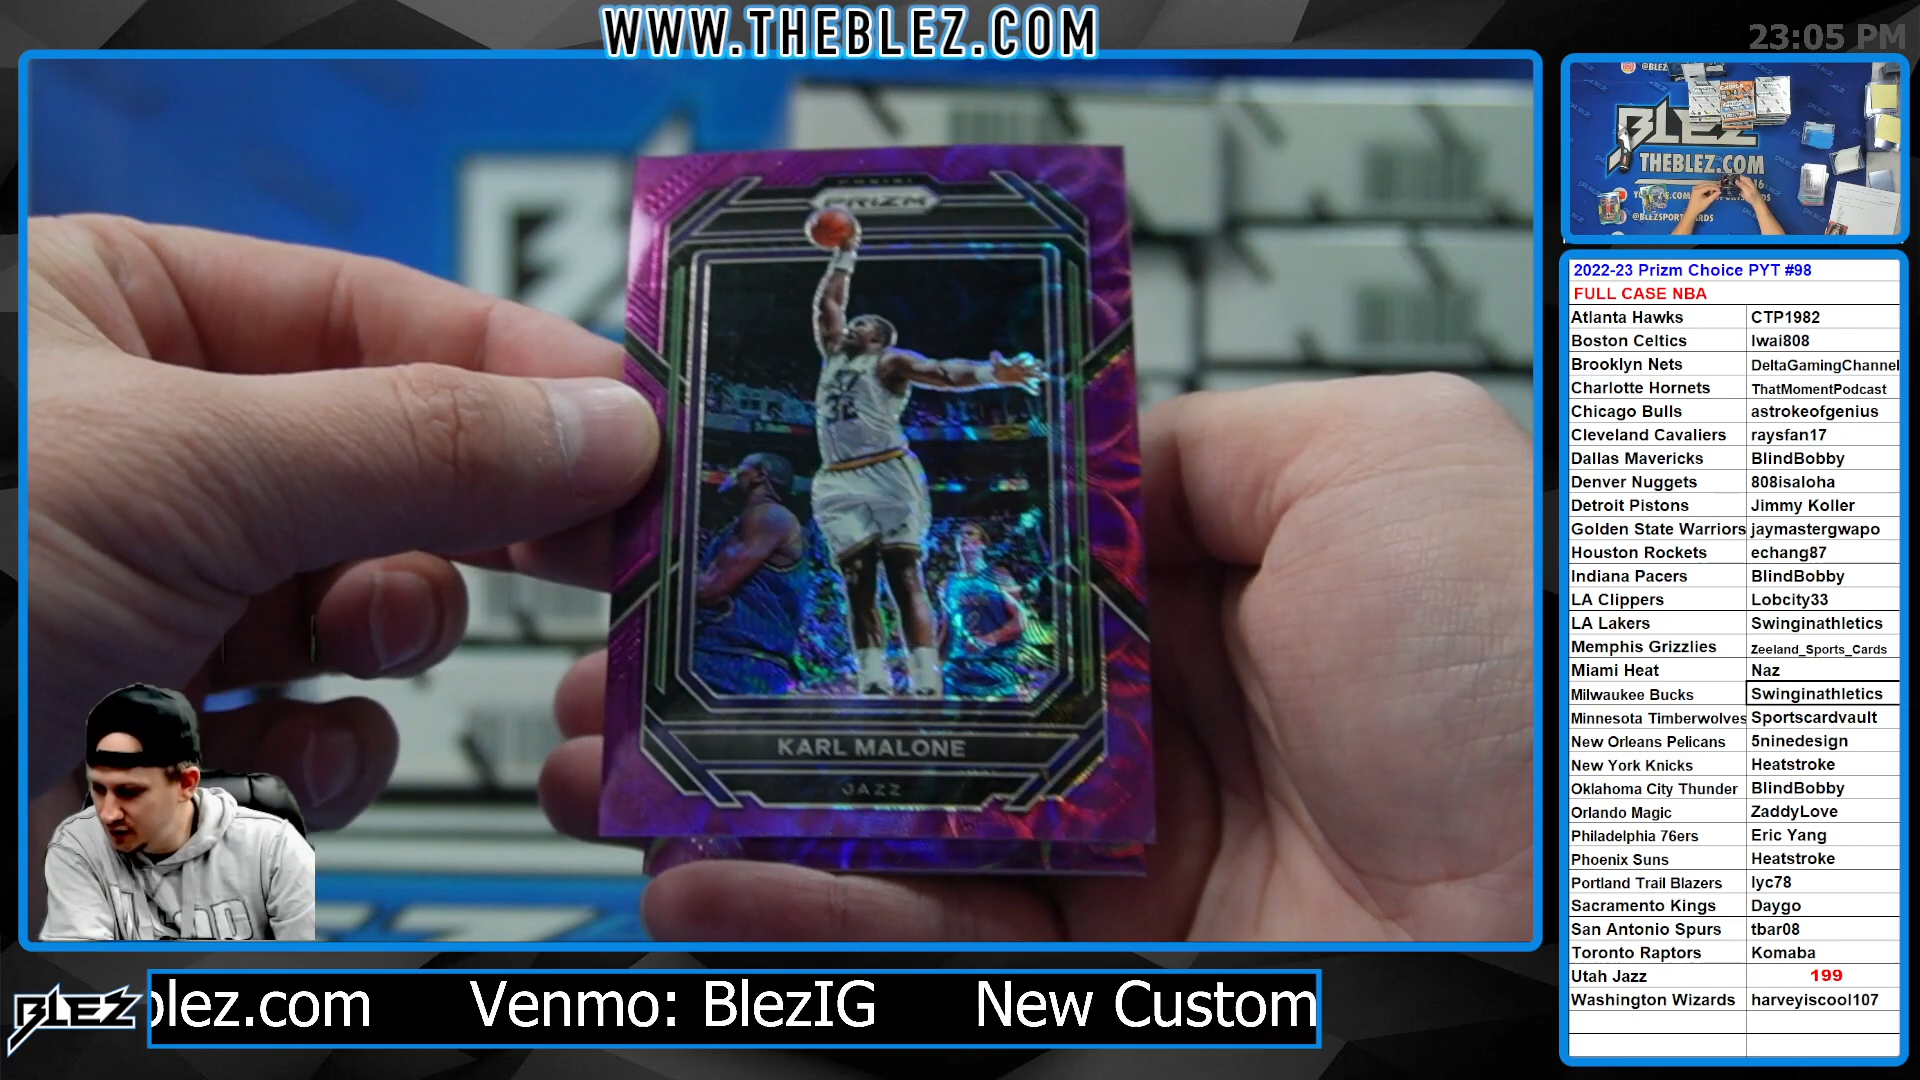 WWW.THEBLEZ.COM
23:05 PM
PANINI
PRIZM
32
KARL MALONE
JAZZ
@BLEZ
BLEZ
THEBLEZ.COM
2022-23 Prizm Choice PYT #98
FULL CASE NBA
Atlanta Hawks CTP1982
Boston Celtics Iwai808
Brooklyn Nets DeltaGamingChannel
Charlotte Hornets ThatMomentPodcast
Chicago Bulls astrokeofgenius
Cleveland Cavaliers raysfan17
Dallas Mavericks BlindBobby
Denver Nuggets 808isaloha
Detroit Pistons Jimmy Koller
Golden State Warriors jaymastergwapo
Houston Rockets echang87
Indiana Pacers BlindBobby
LA Clippers Lobcity33
LA Lakers Swinginathletics
Memphis Grizzlies Zeeland_Sports_Cards
Miami Heat Naz
Milwaukee Bucks Swinginathletics
Minnesota Timberwolves Sportscardvault
New Orleans Pelicans 5ninedesign
New York Knicks Heatstroke
Oklahoma City Thunder BlindBobby
Orlando Magic ZaddyLove
Philadelphia 76ers Eric Yang
Phoenix Suns Heatstroke
Portland Trail Blazers lyc78
Sacramento Kings Daygo
San Antonio Spurs tbar08
Toronto Raptors Komaba
Utah Jazz 199
Washington Wizards harveyiscool107
BLEZ
blez.com Venmo: BlezIG New Custom